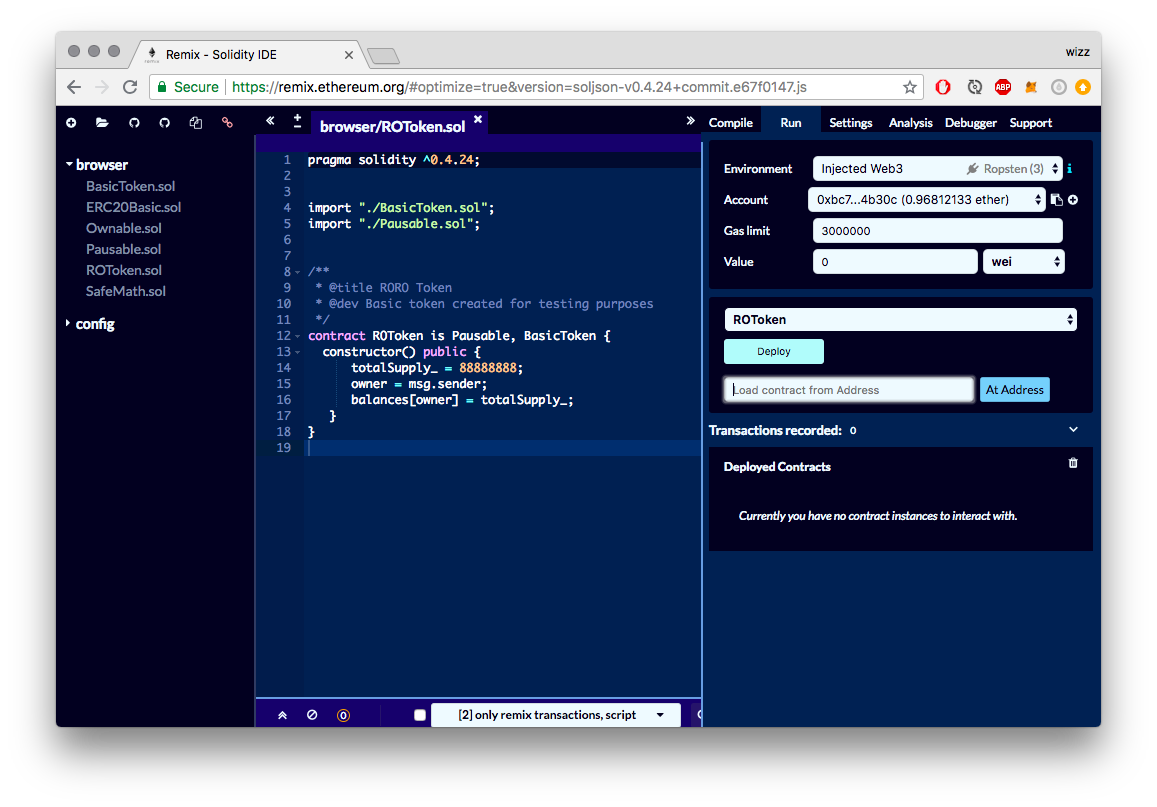 Remix - Solidity IDE
wizz
Secure https://remix.ethereum.org/#optimize=true&version=soljson-v0.4.24+commit.e67f0147.js
ABP
browser
BasicToken.sol
ERC20Basic.sol
Ownable.sol
Pausable.sol
ROToken.sol
SafeMath.sol
config
browser/ROToken.sol
1 pragma solidity ^0.4.24;
2
3
4 import "./BasicToken.sol";
5 import "./Pausable.sol";
6
7
8 /**
9 * @title RORO Token
10 * @dev Basic token created for testing purposes
11 */
12 contract ROToken is Pausable, BasicToken {
13 constructor() public {
14 totalSupply_ = 88888888;
15 owner = msg.sender;
16 balances[owner] = totalSupply_;
17 }
18 }
19
0
[2] only remix transactions, script
Compile Run Settings Analysis Debugger Support
Environment Injected Web3 Ropsten (3)
Account 0xbc7...4b30c (0.96812133 ether)
Gas limit 3000000
Value 0 wei
ROToken
Deploy
Load contract from Address At Address
Transactions recorded: 0
Deployed Contracts
Currently you have no contract instances to interact with.